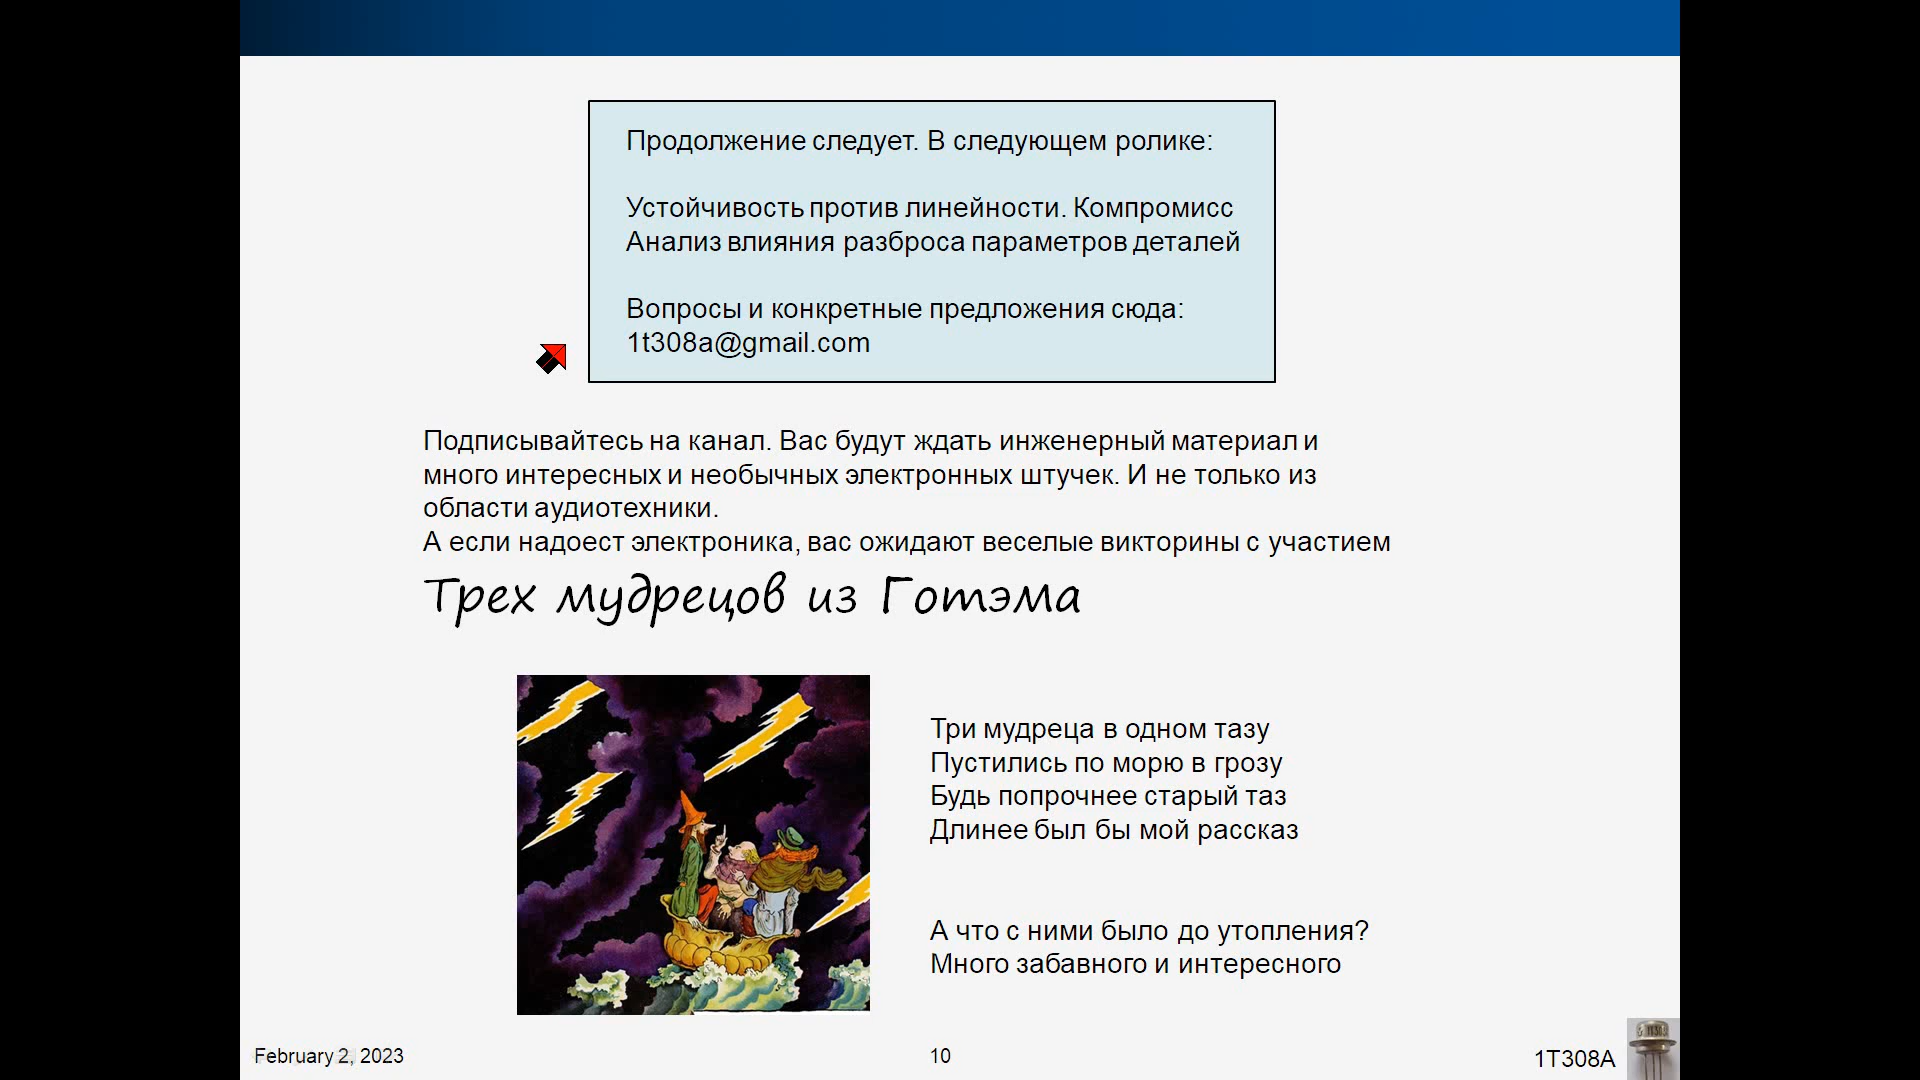 Продолжение следует. В следующем ролике:
Устойчивость против линейности. Компромисс
Анализ влияния разброса параметров деталей
Вопросы и конкретные предложения сюда:
1t308a@gmail.com
Подписывайтесь на канал. Вас будут ждать инженерный материал и
много интересных и необычных электронных штучек. И не только из
области аудиотехники.
А если надоест электроника, вас ожидают веселые викторины с участием
Трех мудрецов из Готэма
Три мудреца в одном тазу
Пустились по морю в грозу
Будь попрочнее старый таз
Длинее был бы мой рассказ
А что с ними было до утопления?
Много забавного и интересного
February 2, 2023
10
1T308A